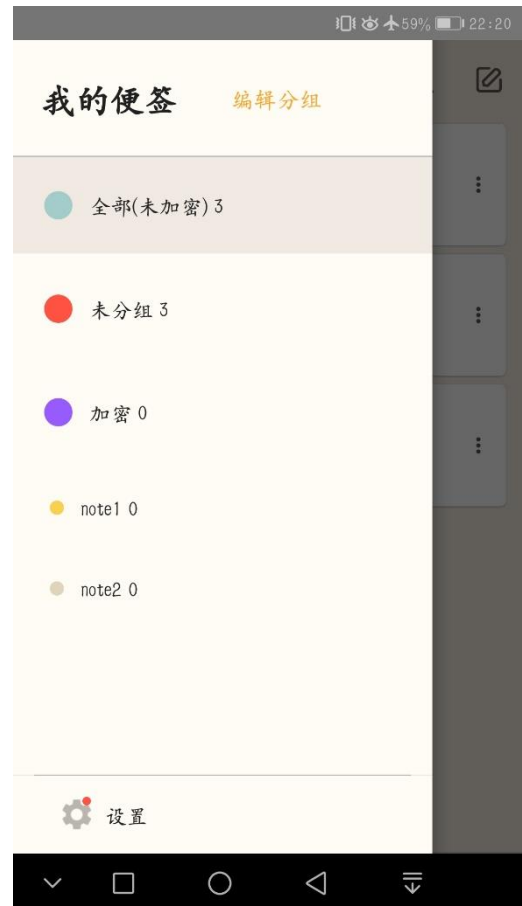 59% 22:20
我的便签 编辑分组
全部(未加密) 3
未分组 3
加密 0
note1 0
note2 0
设置